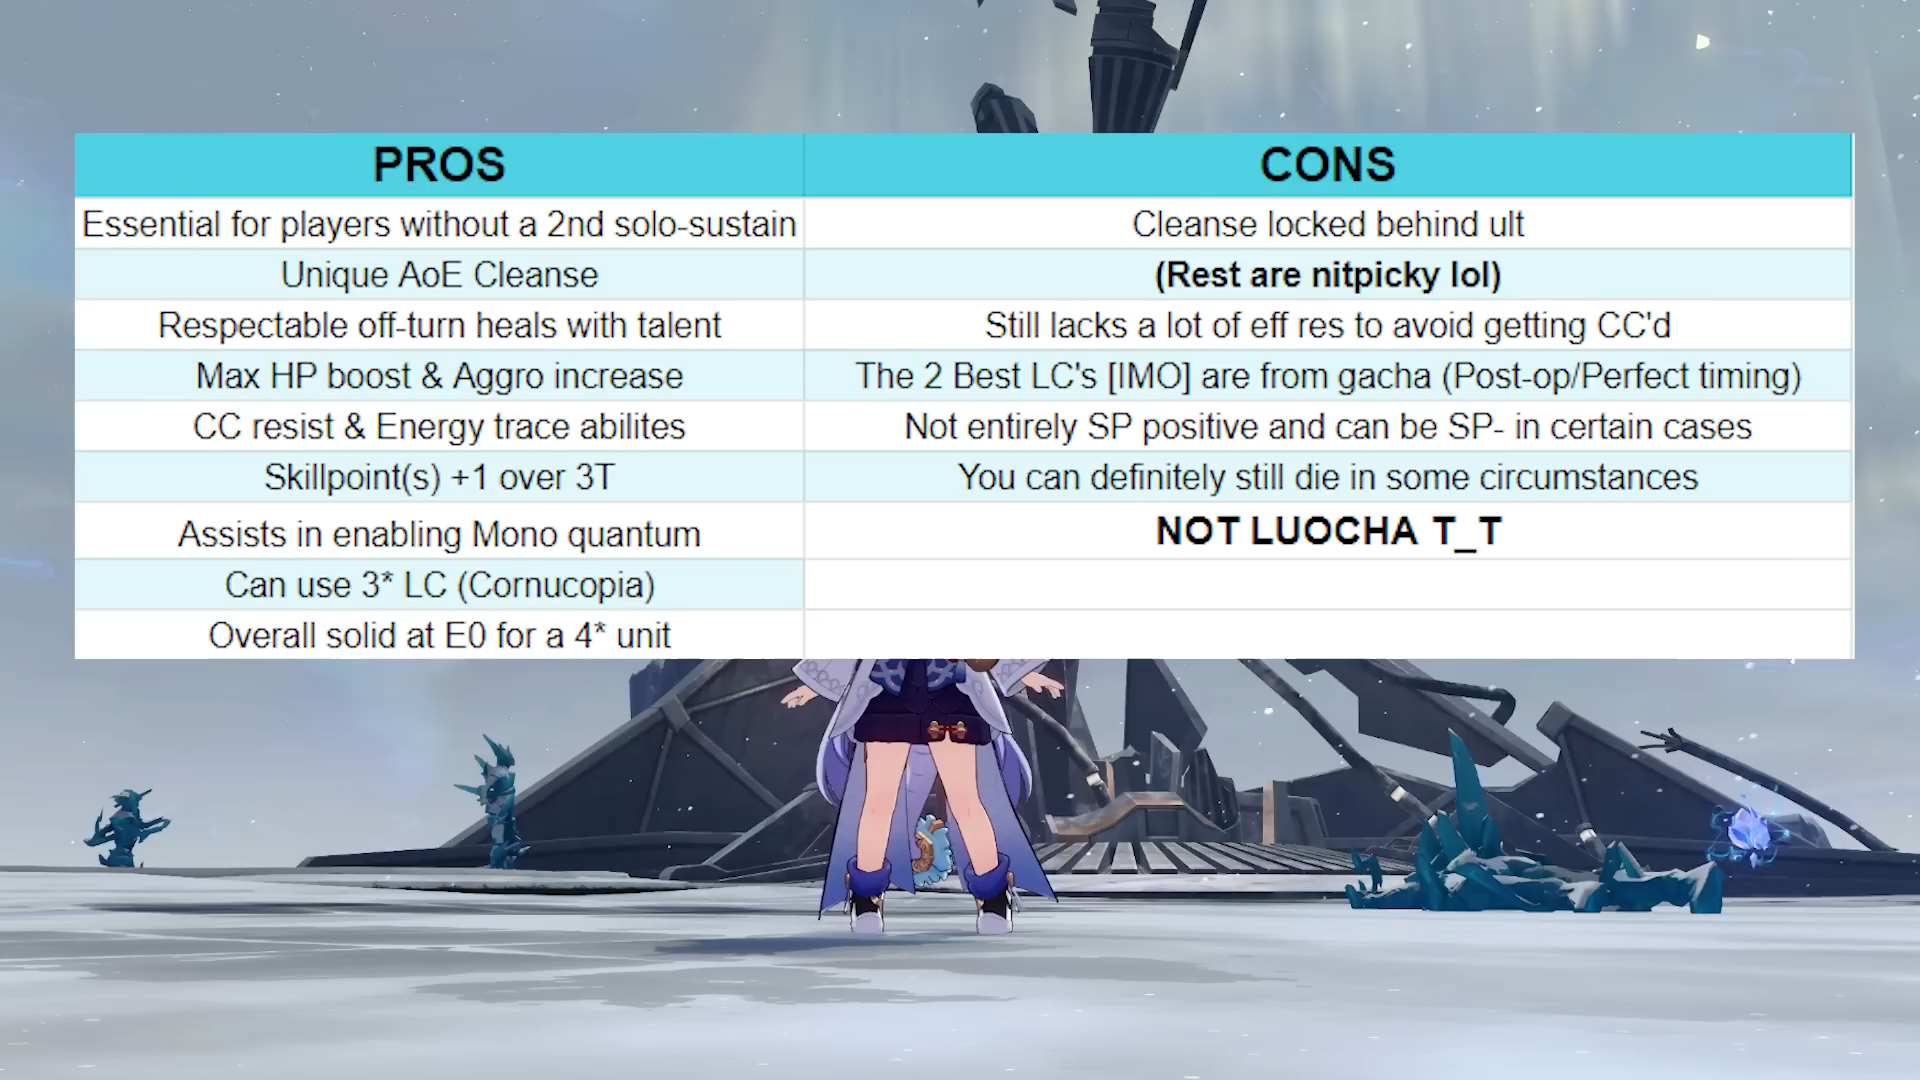 PROS
CONS
Essential for players without a 2nd solo-sustain
Cleanse locked behind ult
Unique AoE Cleanse
(Rest are nitpicky lol)
Respectable off-turn heals with talent
Still lacks a lot of eff res to avoid getting CC'd
Max HP boost & Aggro increase
The 2 Best LC's [IMO] are from gacha (Post-op/Perfect timing)
CC resist & Energy trace abilites
Not entirely SP positive and can be SP- in certain cases
Skillpoint(s) +1 over 3T
You can definitely still die in some circumstances
Assists in enabling Mono quantum
NOT LUOCHA T_T
Can use 3* LC (Cornucopia)
Overall solid at E0 for a 4* unit